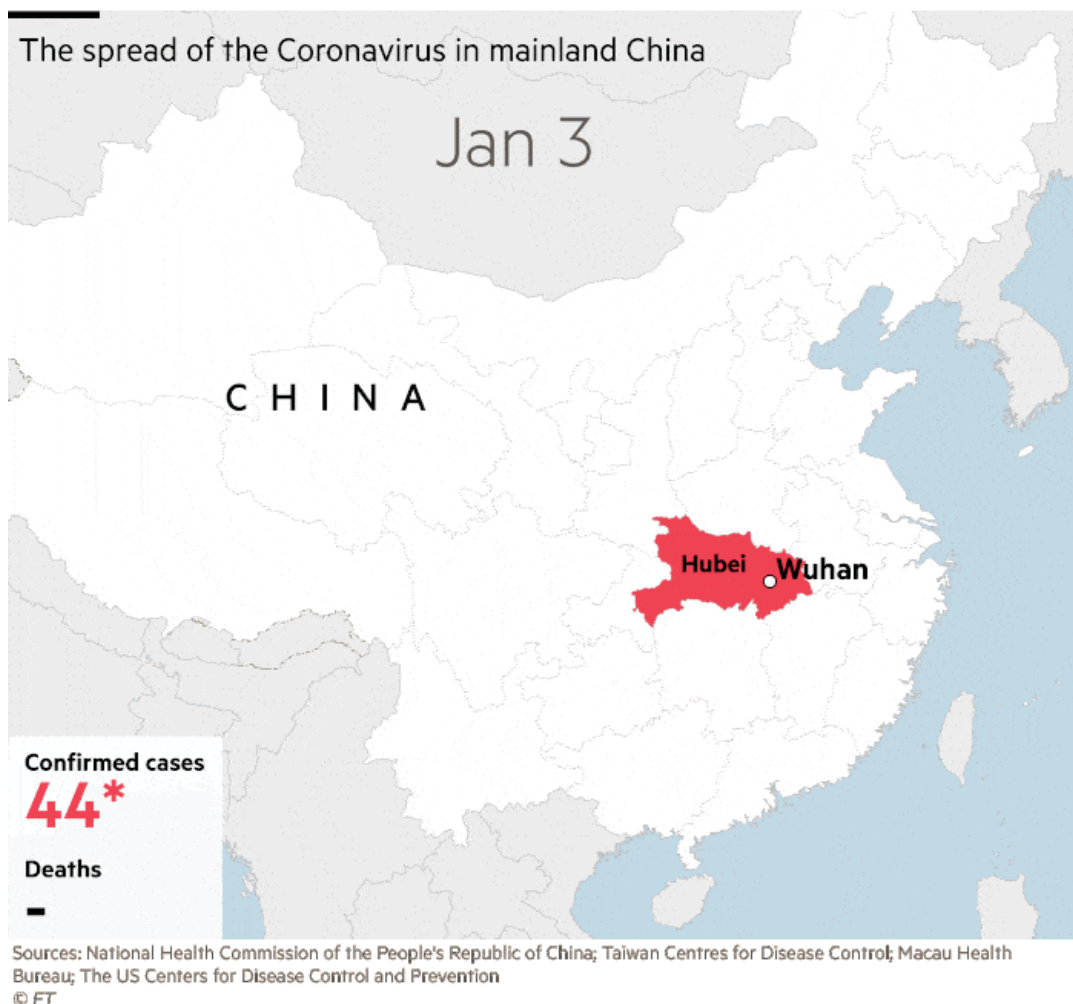 The spread of the Coronavirus in mainland China
Jan 3
C H I N A
Hubei
Wuhan
Confirmed cases
44*
Deaths
-
Sources: National Health Commission of the People's Republic of China; Taiwan Centres for Disease Control; Macau Health
Bureau; The US Centers for Disease Control and Prevention
© FT